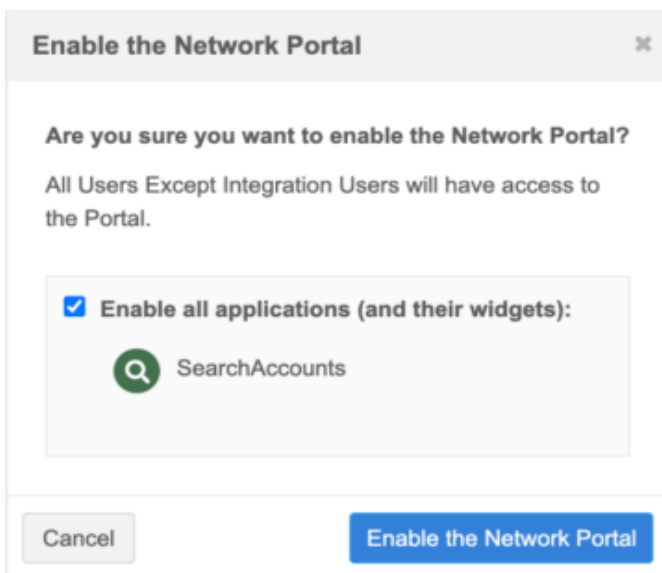 Enable the Network Portal
Are you sure you want to enable the Network Portal?
All Users Except Integration Users will have access to
the Portal.
Enable all applications (and their widgets):
SearchAccounts
Cancel
Enable the Network Portal